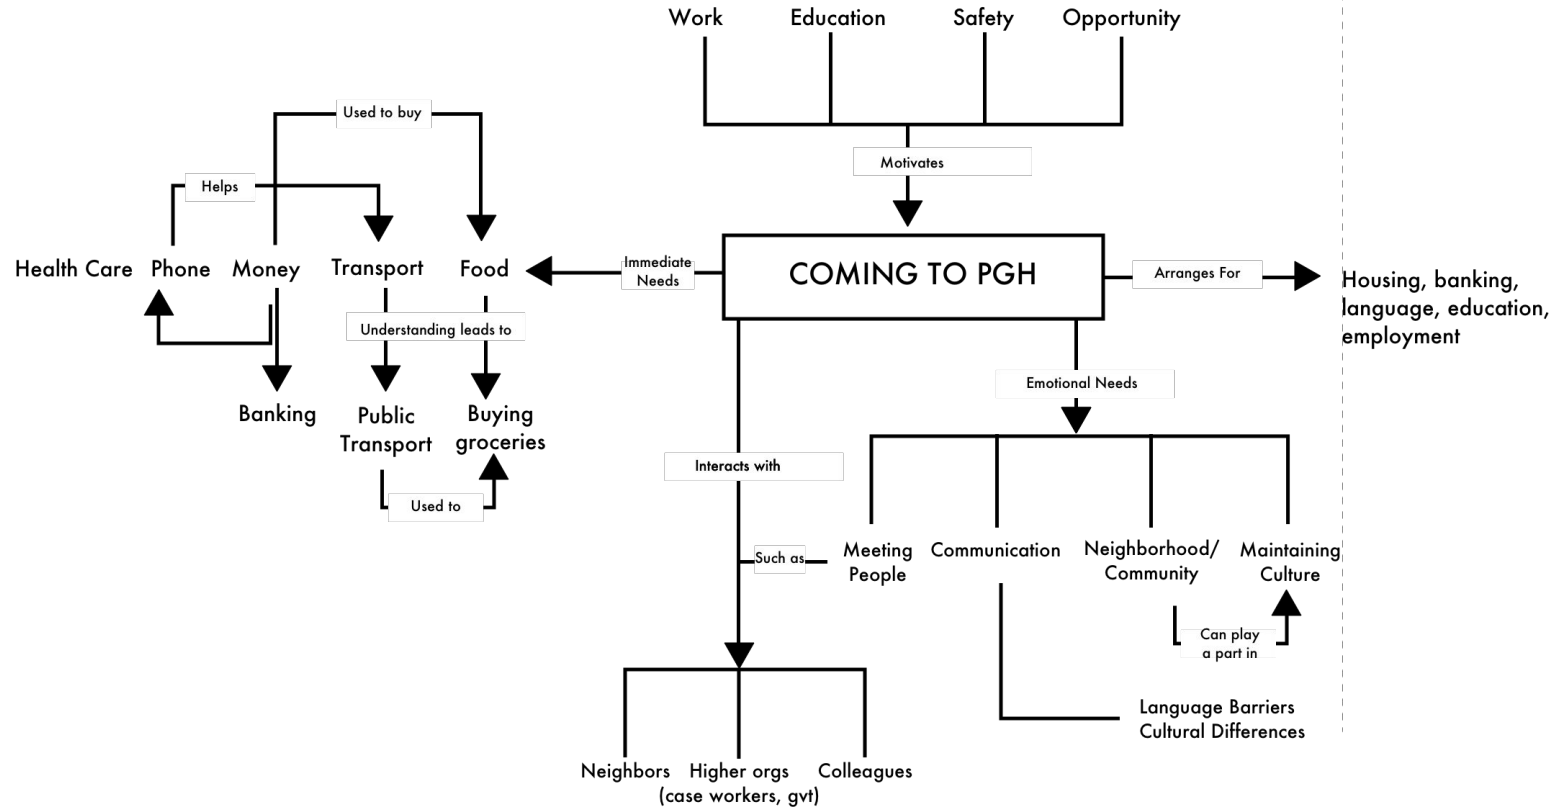 Work Education Safety Opportunity
Used to buy
Motivates
Helps
Health Care Phone Money Transport Food
Immediate
Needs
COMING TO PGH
Arranges For
Housing, banking,
language, education,
employment
Understanding leads to
Emotional Needs
Banking
Public
Transport
Buying
groceries
Interacts with
Used to
Such as
Meeting
People
Communication
Neighborhood/
Community
Maintaining
Culture
Can play
a part in
Language Barriers
Cultural Differences
Neighbors
Higher orgs
(case workers, gvt)
Colleagues